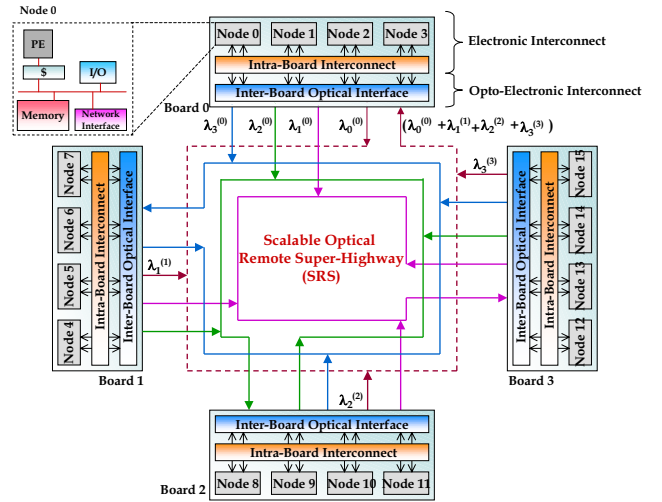 Node 0
PE
$
I/O
Memory
Network
Interface
Node 0 Node 1 Node 2 Node 3
Intra-Board Interconnect
Inter-Board Optical Interface
Board 0
Electronic Interconnect
Opto-Electronic Interconnect
λ3(0) λ2(0) λ1(0) λ0(0) (λ0(0) +λ1(1)+λ2(2) +λ3(3) )
Node 7
Node 6
Node 5
Node 4
Intra-Board Interconnect
Inter-Board Optical Interface
Board 1
λ1(1)
Scalable Optical
Remote Super-Highway
(SRS)
λ3(3)
Inter-Board Optical Interface
Intra-Board Interconnect
Node 15
Node 14
Node 13
Node 12
Board 3
λ2(2)
Inter-Board Optical Interface
Intra-Board Interconnect
Node 8 Node 9 Node 10 Node 11
Board 2